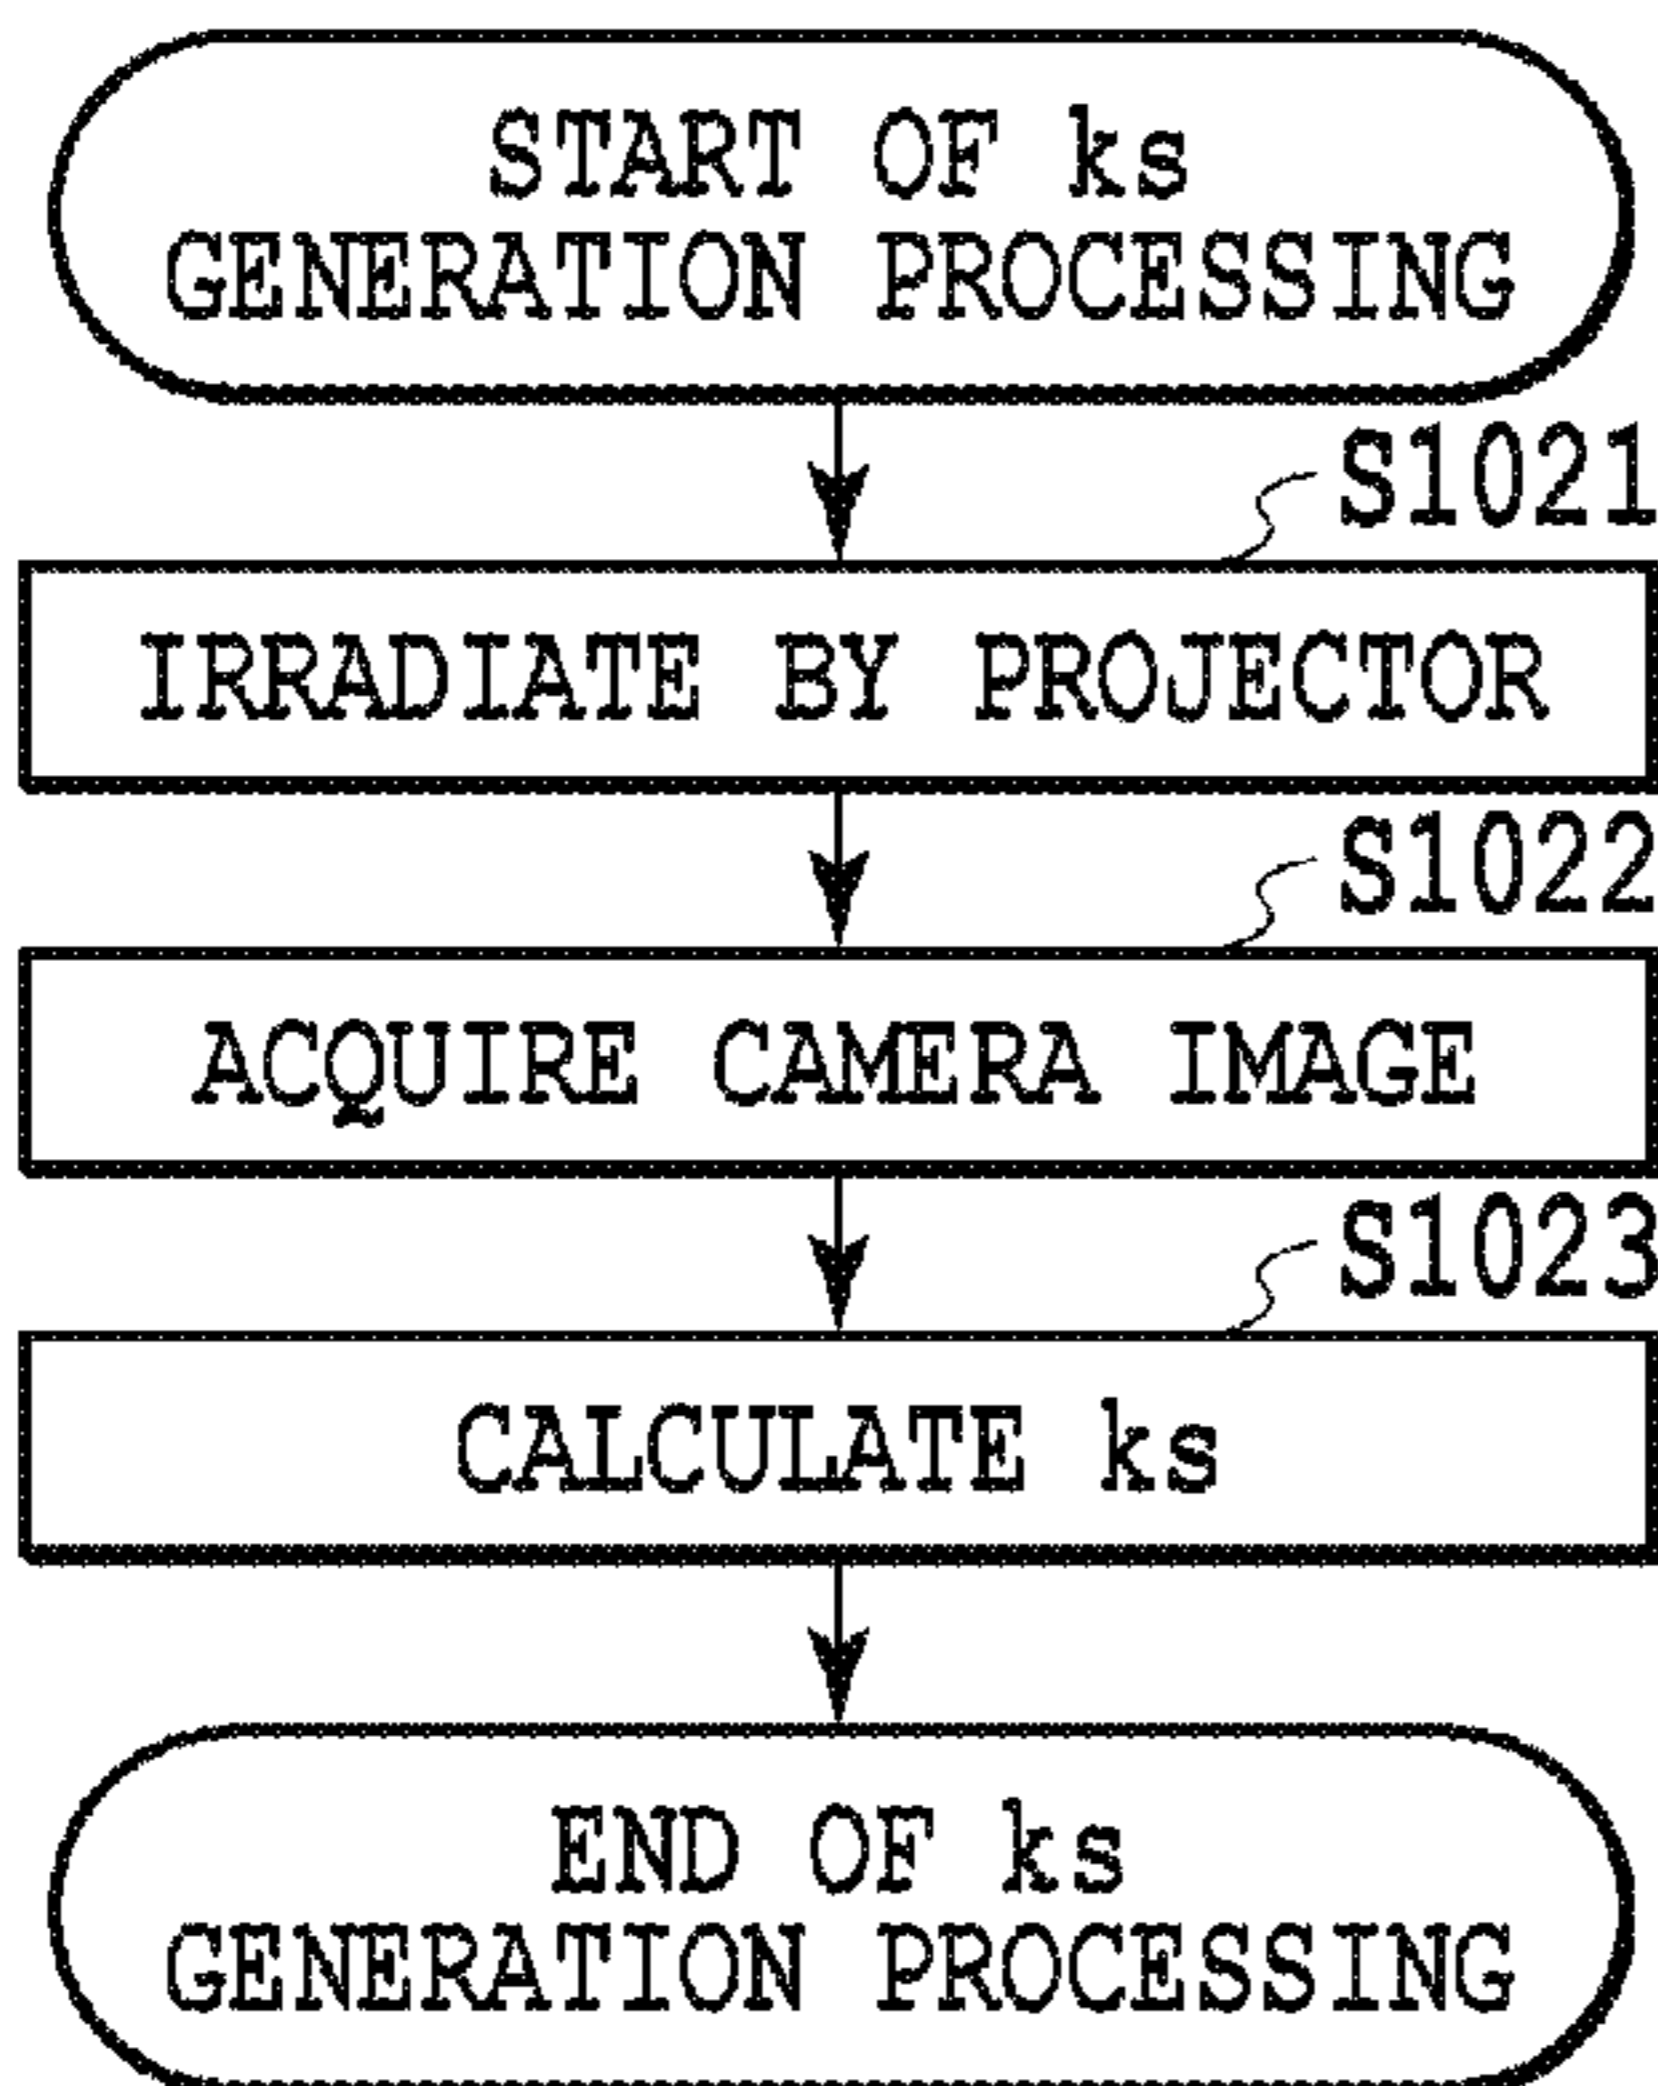 START OF ks
GENERATION PROCESSING
S1021
IRRADIATE BY PROJECTOR
S1022
ACQUIRE CAMERA IMAGE
S1023
CALCULATE ks
END OF ks
GENERATION PROCESSING